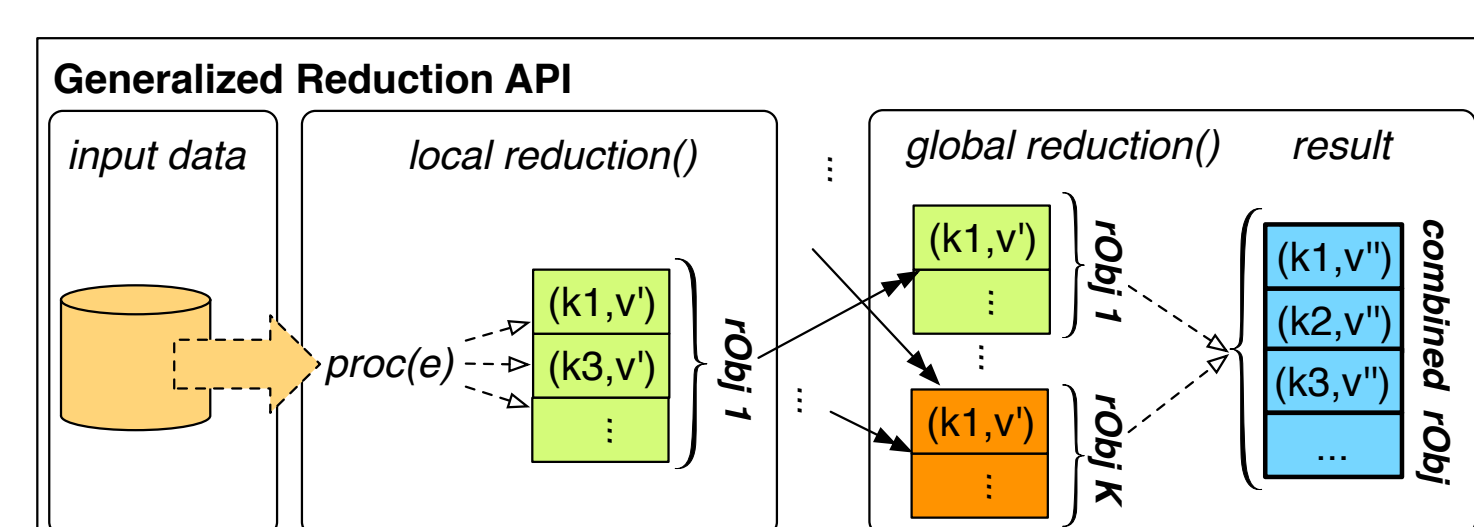 Generalized Reduction API
input data
local reduction()
...
global reduction()
result
proc(e)
(k1,v')
(k3,v')
...
rObj 1
...
(k1,v')
...
rObj 1
...
(k1,v')
...
rObj K
(k1,v'')
(k2,v'')
(k3,v'')
...
combined rObj